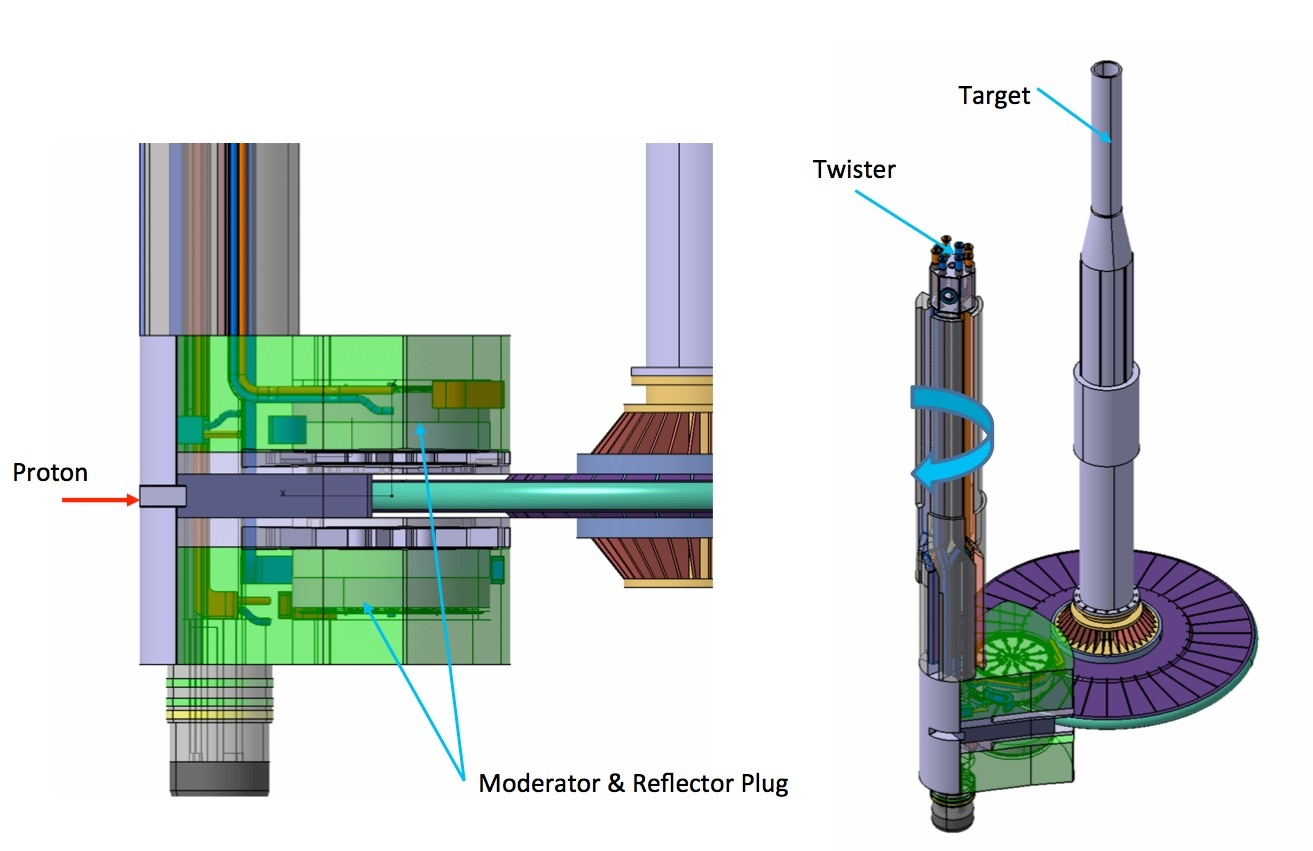 Target
Twister
Proton
x
Moderator & Reflector Plug